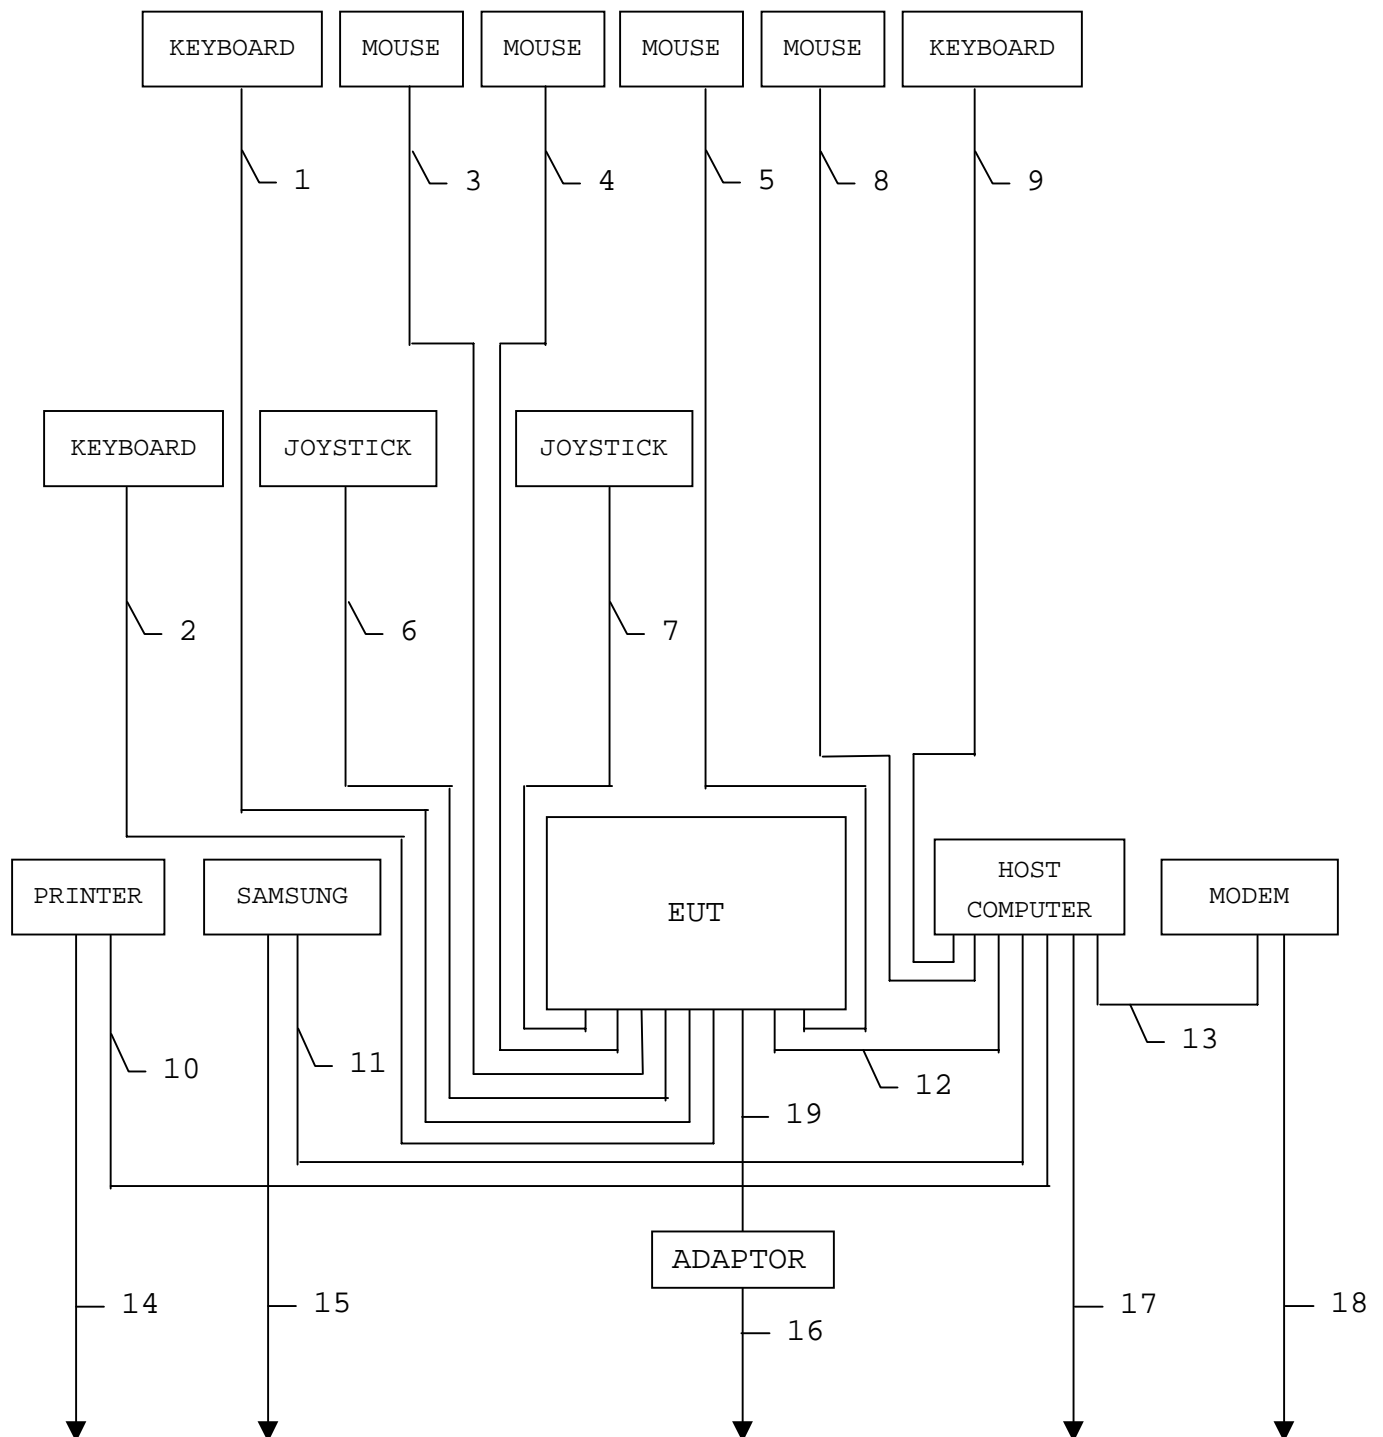 KEYBOARD MOUSE MOUSE MOUSE MOUSE KEYBOARD
1 3 4 5 8 9
KEYBOARD JOYSTICK JOYSTICK
2 6 7
PRINTER SAMSUNG EUT HOST COMPUTER MODEM
10 11 12 13
19
ADAPTOR
14 15 16 17 18